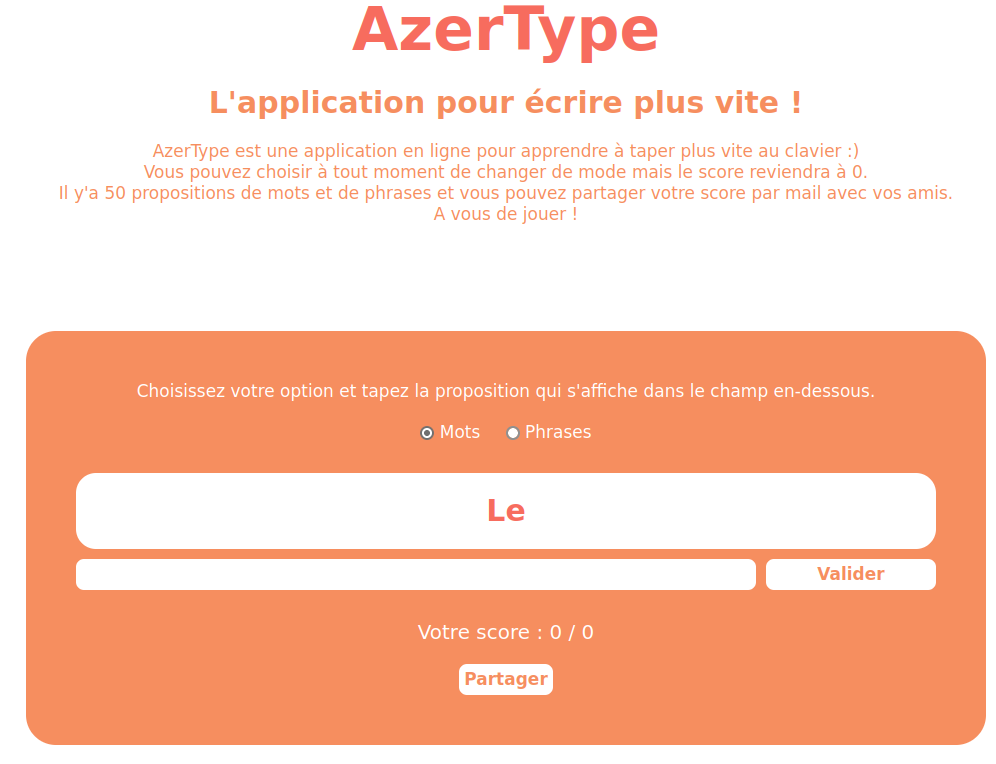 AzerType
L'application pour écrire plus vite !
AzerType est une application en ligne pour apprendre à taper plus vite au clavier :)
Vous pouvez choisir à tout moment de changer de mode mais le score reviendra à 0.
Il y'a 50 propositions de mots et de phrases et vous pouvez partager votre score par mail avec vos amis.
A vous de jouer !
Choisissez votre option et tapez la proposition qui s'affiche dans le champ en-dessous.
Mots Phrases
Le
Valider
Votre score : 0 / 0
Partager